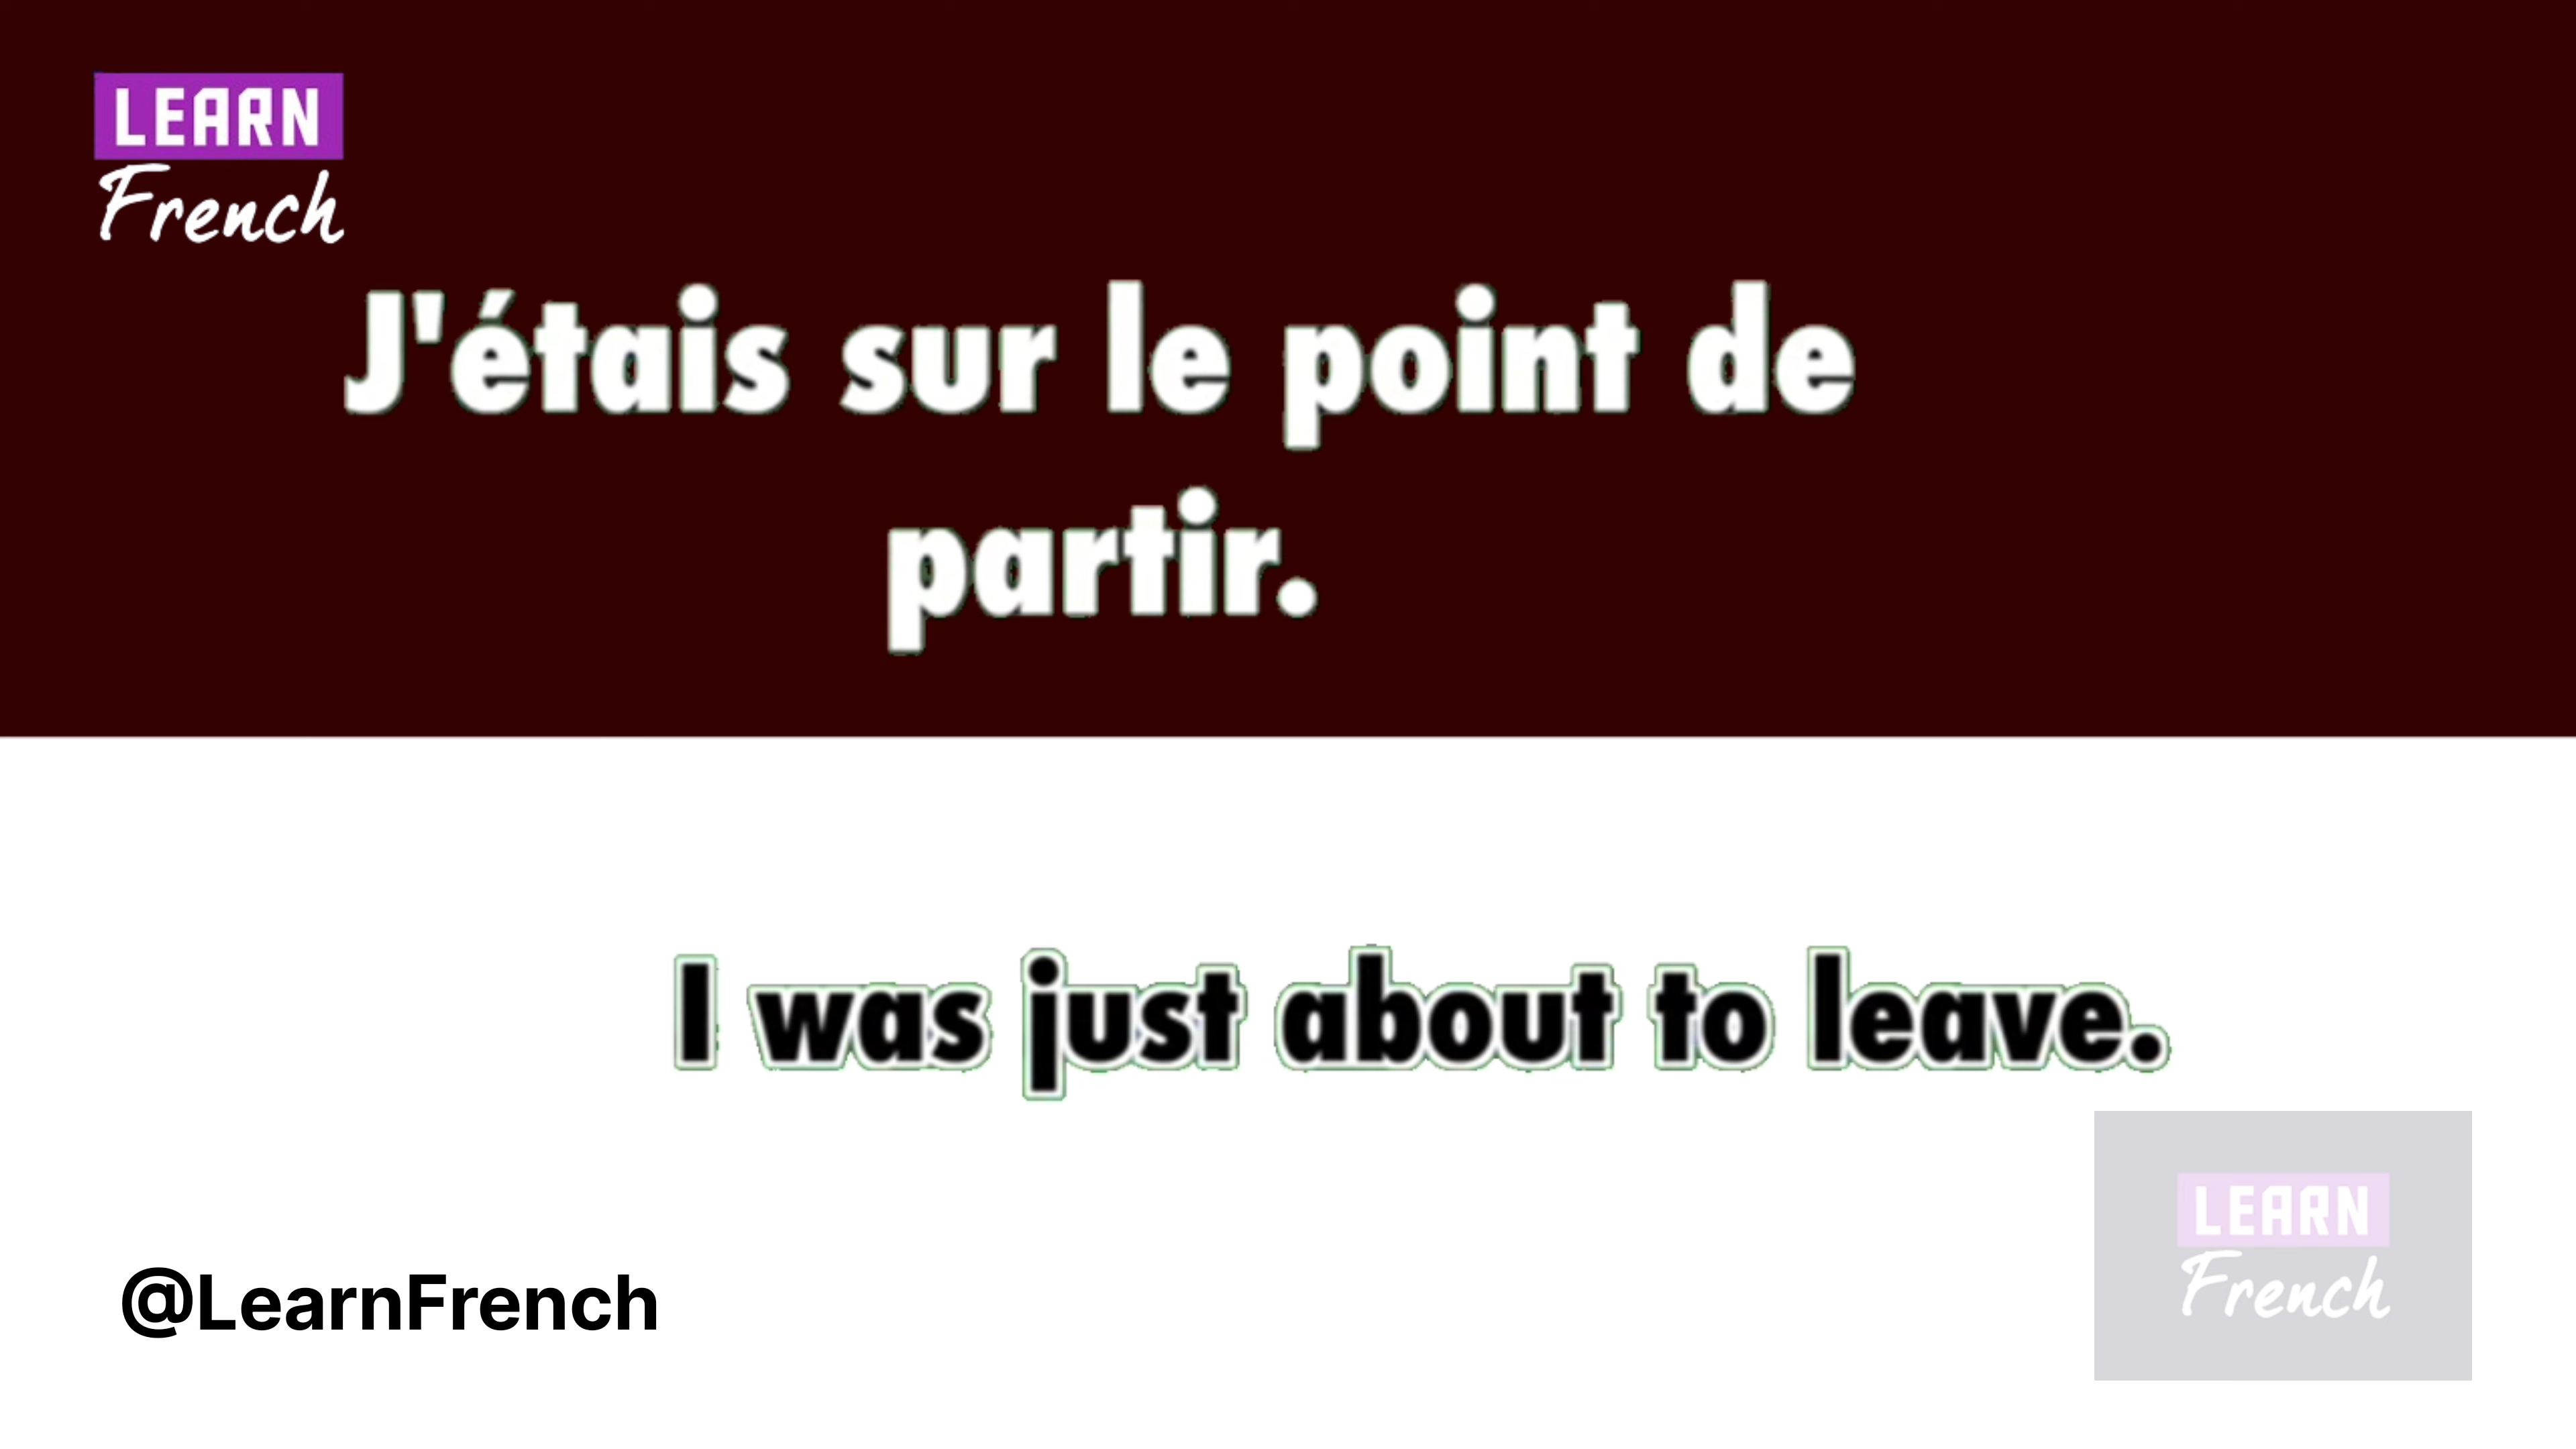 LEARN
French
J'étais sur le point de
partir.
I was just about to leave.
@LearnFrench
LEARN
French